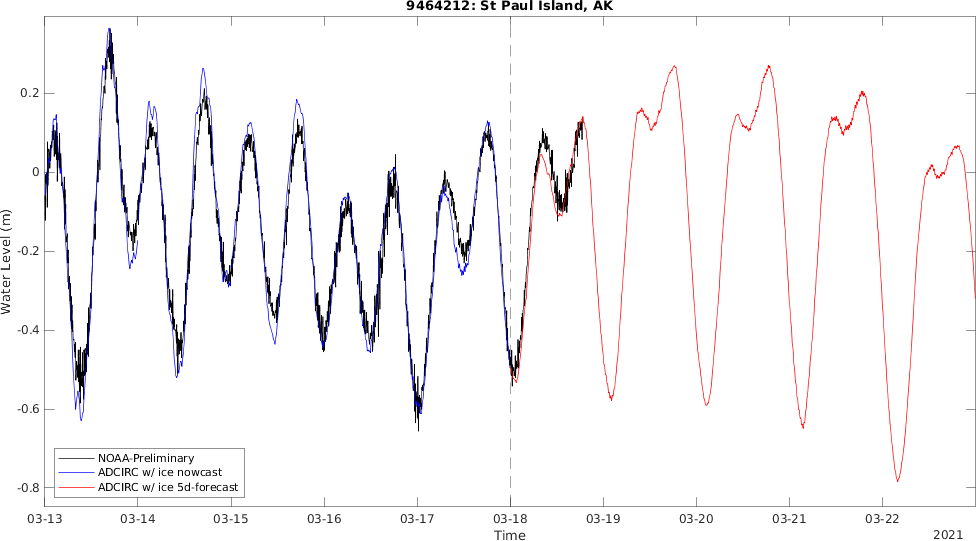 9464212: St Paul Island, AK
Water Level (m)
0.2
0
-0.2
-0.4
-0.6
-0.8
NOAA-Preliminary
ADCIRC w/ ice nowcast
ADCIRC w/ ice 5d-forecast
03-13 03-14 03-15 03-16 03-17 03-18 03-19 03-20 03-21 03-22
Time
2021